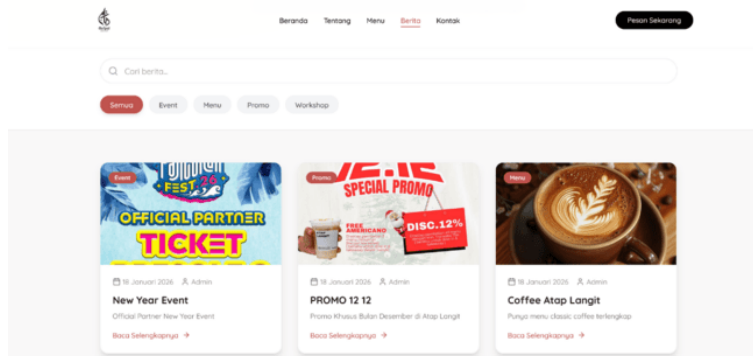 Beranda Tentang Menu Berita Kontak Pesan Sekarang
Cari berita...
Semua Event Menu Promo Workshop
Event
FEST 26
OFFICIAL PARTNER
TICKET
Promo
12.12
SPECIAL PROMO
FREE
AMERICANO
DISC.12%
Menu
18 Januari 2026 Admin
New Year Event
Official Partner New Year Event
Baca Selengkapnya →
18 Januari 2026 Admin
PROMO 12 12
Promo Khusus Bulan Desember di Atap Langit
Baca Selengkapnya →
18 Januari 2026 Admin
Coffee Atap Langit
Punya menu classic coffee terlengkap
Baca Selengkapnya →